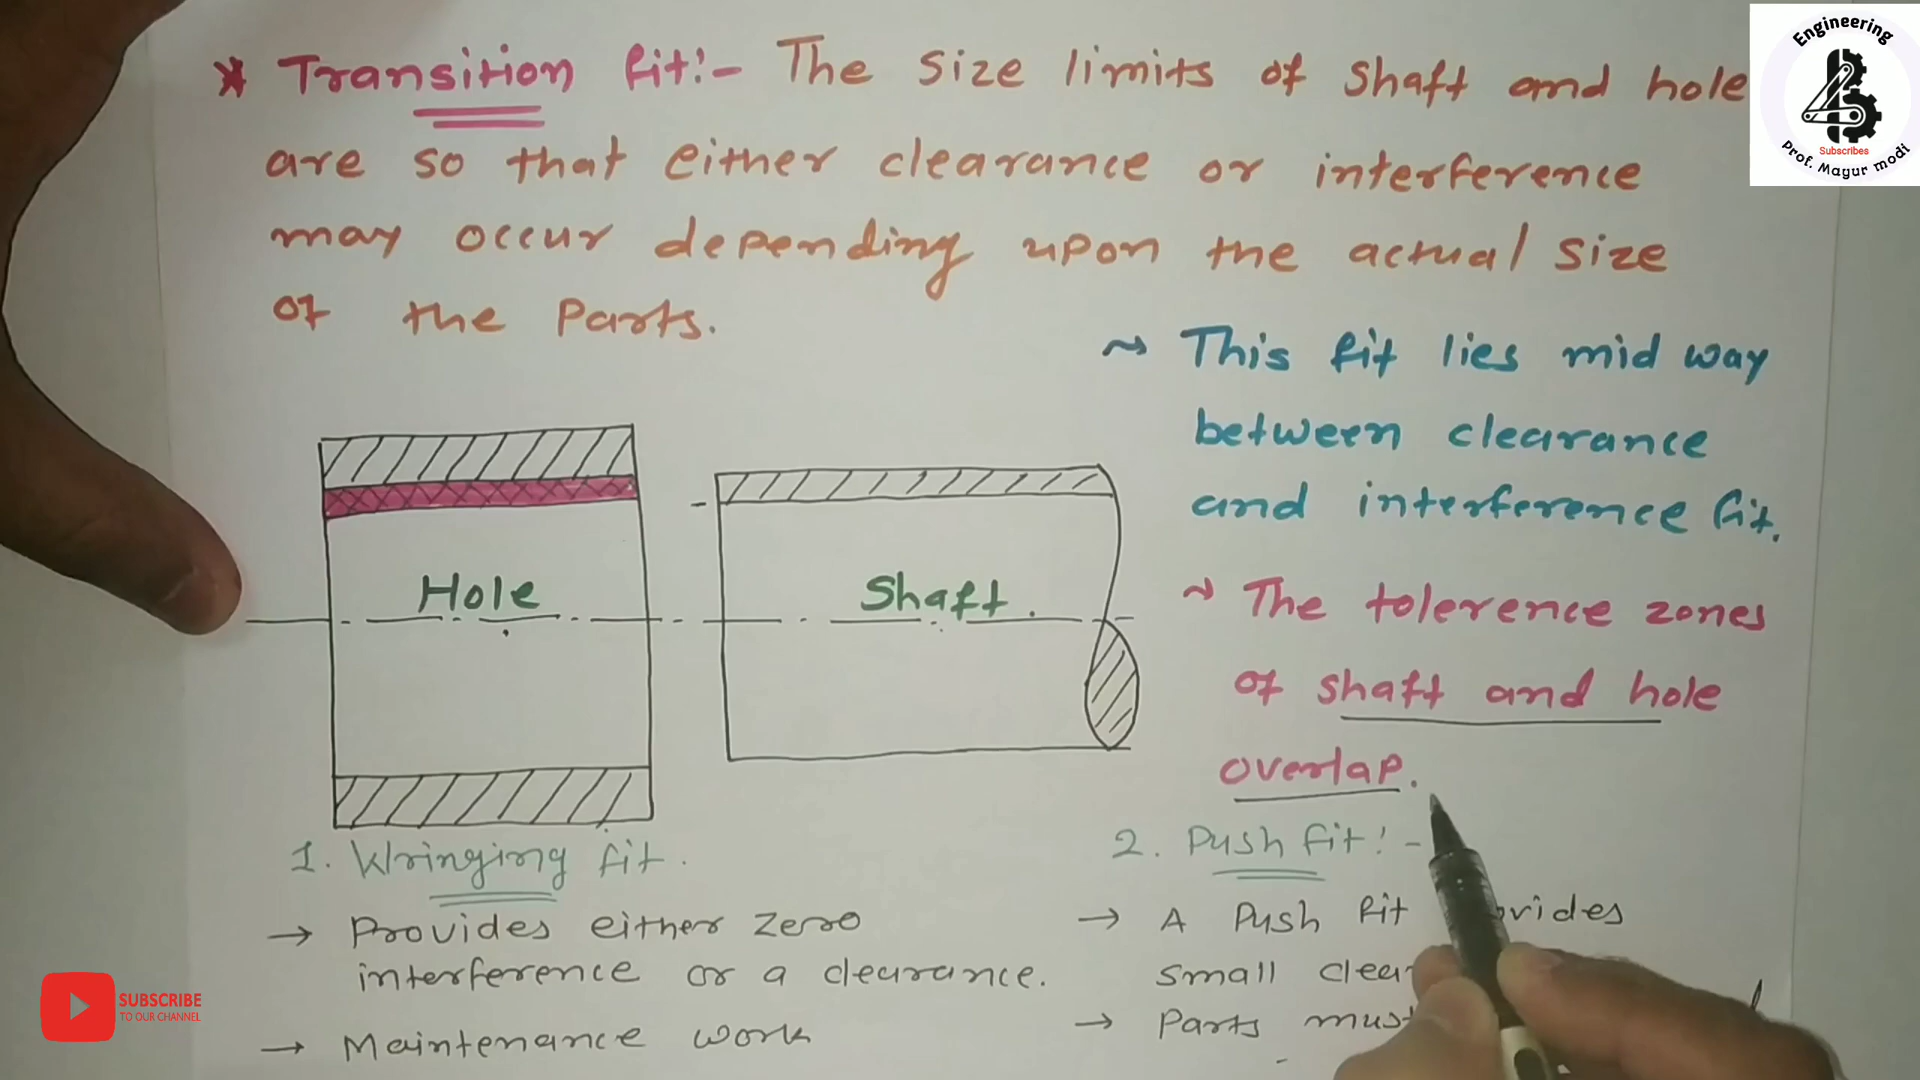 * Transition fit:- The size limits of shaft and hole
are so that either clearance or interference
may occur depending upon the actual size
of the parts.
~ This fit lies mid way
between clearance
and interference fit.
~ The tolerence zones
of shaft and hole
overlap.
Hole
Shaft.
1. Wringing fit.
→ Provides either zero
interference or a clearance.
→ Maintenance work
2. Push fit:-
→ A Push fit
small
→ Parts must
Engineering
Subscribes
Prof. Mayur modi
SUBSCRIBE
TO OUR CHANNEL